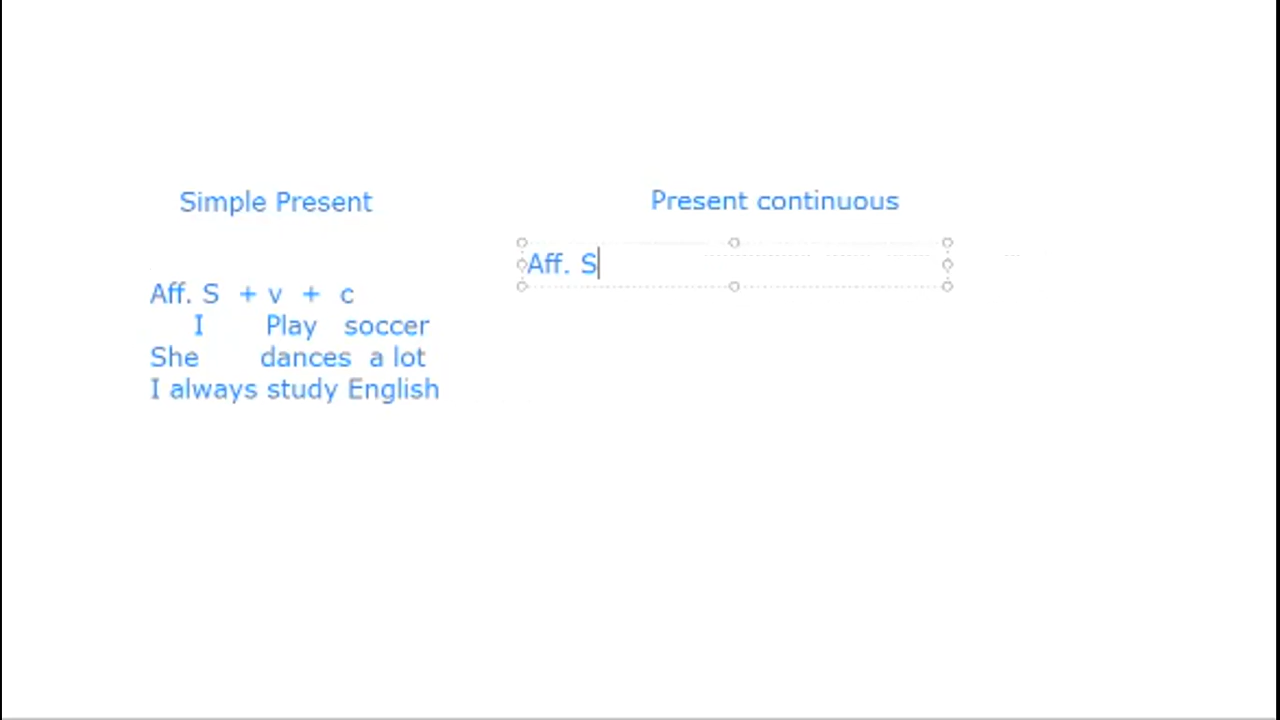 Simple Present
Present continuous
Aff. S
Aff. S + v + c
I Play soccer
She dances a lot
I always study English